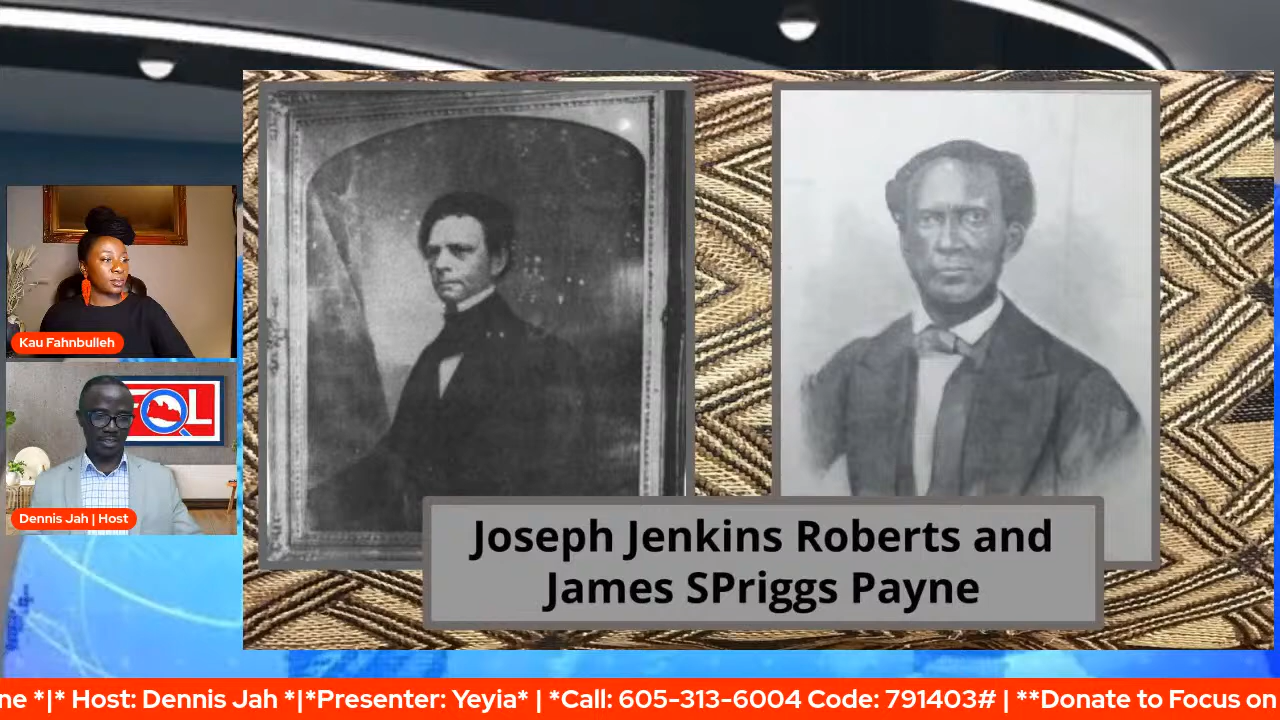 Kau Fahnbulleh
FOL
Dennis Jah | Host
Joseph Jenkins Roberts and
James SPriggs Payne
ne *|* Host: Dennis Jah *|*Presenter: Yeyia* | *Call: 605-313-6004 Code: 791403# | **Donate to Focus on